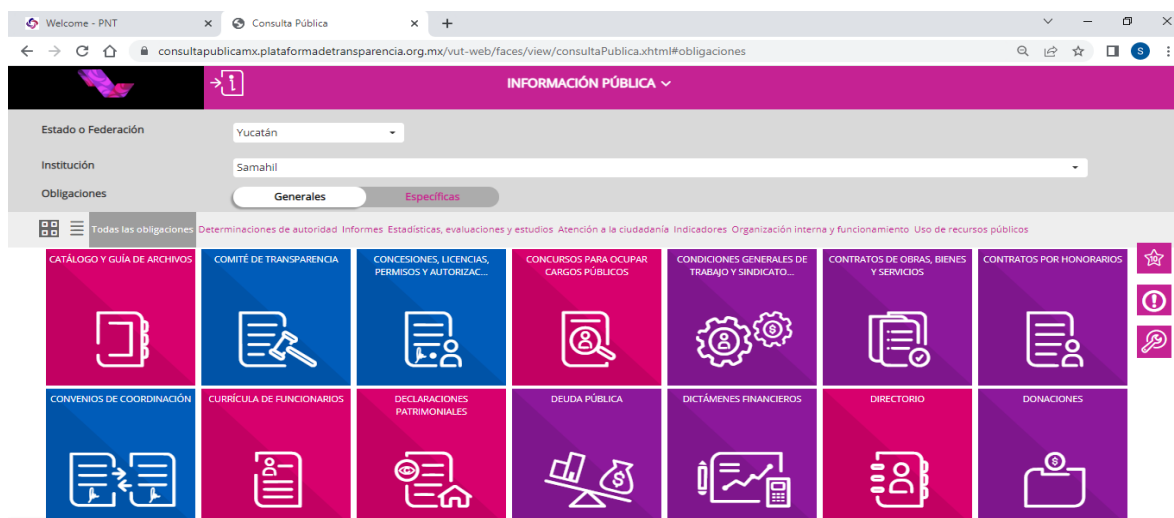 Welcome - PNT
Consulta Pública
consultapublicamx.plataformadetransparencia.org.mx/vut-web/faces/view/consultaPublica.xhtml#obligaciones
S
INFORMACIÓN PÚBLICA
Estado o Federación
Yucatán
Institución
Samahil
Obligaciones
Generales
Específicas
Todas las obligaciones Determinaciones de autoridad Informes Estadísticas, evaluaciones y estudios Atención a la ciudadanía Indicadores Organización interna y funcionamiento Uso de recursos públicos
CATÁLOGO Y GUÍA DE ARCHIVOS
COMITÉ DE TRANSPARENCIA
CONCESIONES, LICENCIAS,
PERMISOS Y AUTORIZAC...
CONCURSOS PARA OCUPAR
CARGOS PÚBLICOS
CONDICIONES GENERALES DE
TRABAJO Y SINDICATO...
CONTRATOS DE OBRAS, BIENES
Y SERVICIOS
CONTRATOS POR HONORARIOS
CONVENIOS DE COORDINACIÓN
CURRÍCULA DE FUNCIONARIOS
DECLARACIONES
PATRIMONIALES
DEUDA PÚBLICA
DICTÁMENES FINANCIEROS
DIRECTORIO
DONACIONES